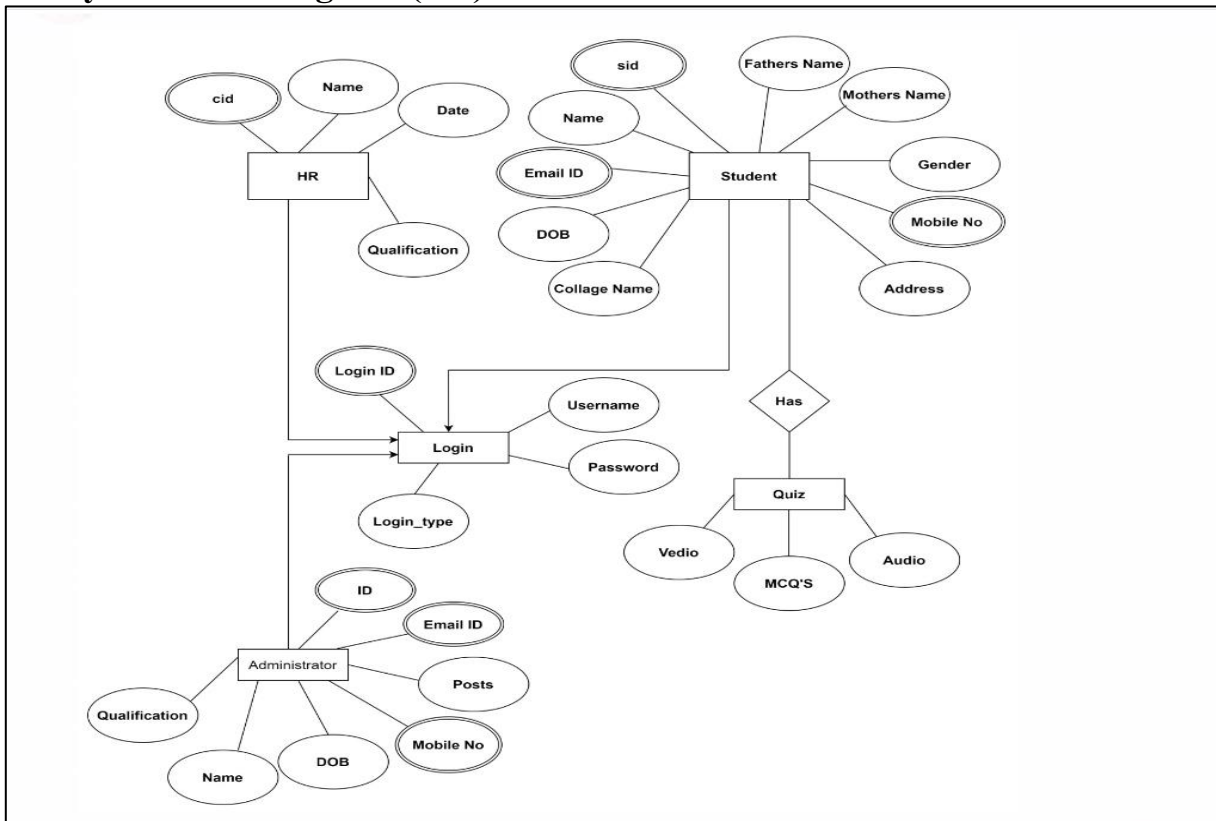 cid
Name
Date
HR
Qualification
sid
Fathers Name
Mothers Name
Name
Email ID
Student
Gender
DOB
Mobile No
Collage Name
Address
Login ID
Username
Login
Password
Login_type
Has
Quiz
Vedio
MCQ'S
Audio
ID
Email ID
Administrator
Posts
Qualification
Mobile No
Name
DOB